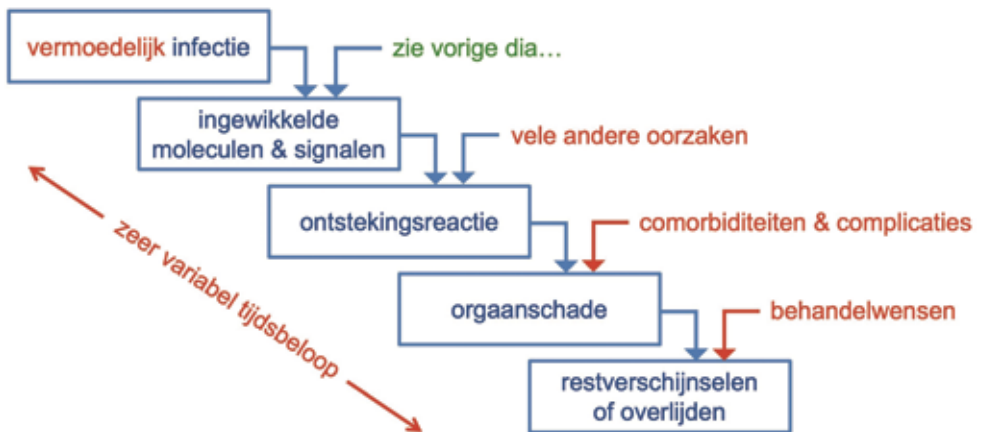 vermoedelijk infectie
zie vorige dia...
ingewikkelde
moleculen & signalen
vele andere oorzaken
ontstekingsreactie
comorbiditeiten & complicaties
zeer variabel tijdsbeloop
orgaanschade
behandelwensen
restverschijnselen
of overlijden